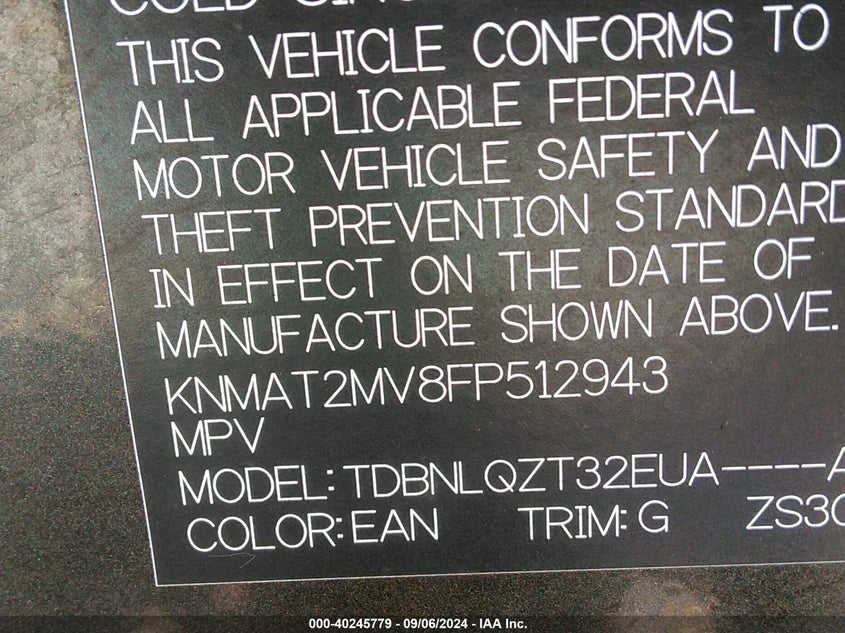 THIS VEHICLE CONFORMS TO
ALL APPLICABLE FEDERAL
MOTOR VEHICLE SAFETY AND
THEFT PREVENTION STANDARD
IN EFFECT ON THE DATE OF
MANUFACTURE SHOWN ABOVE.
KNMAT2MV8FP512943
MPV
MODEL:TDBNLQZT32EUA----A
COLOR:EAN TRIM:G ZS30
000-40245779 - 09/06/2024 - IAA Inc.